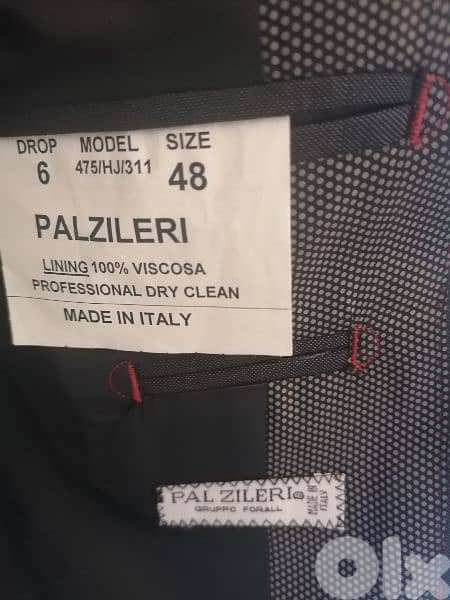 DROP MODEL SIZE
6 475/HJ/311 48
PALZILERI
LINING 100% VISCOSA
PROFESSIONAL DRY CLEAN
MADE IN ITALY
PAL ZILERI®
GRUPPO FORALL
MADE IN
ITALY
OLX